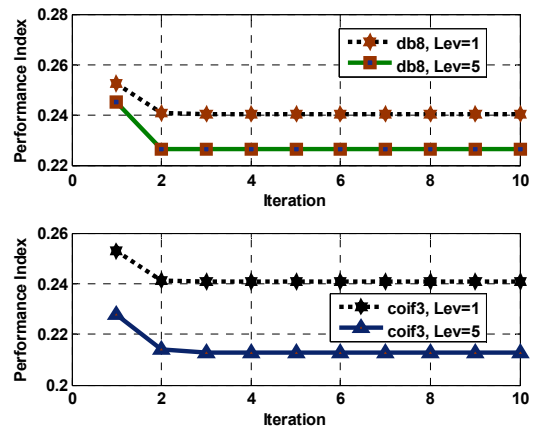 0.28
0.26
0.24
0.22
Performance Index
db8, Lev=1
db8, Lev=5
0 2 4 6 8 10
Iteration
0.26
0.24
0.22
0.2
Performance Index
coif3, Lev=1
coif3, Lev=5
0 2 4 6 8 10
Iteration